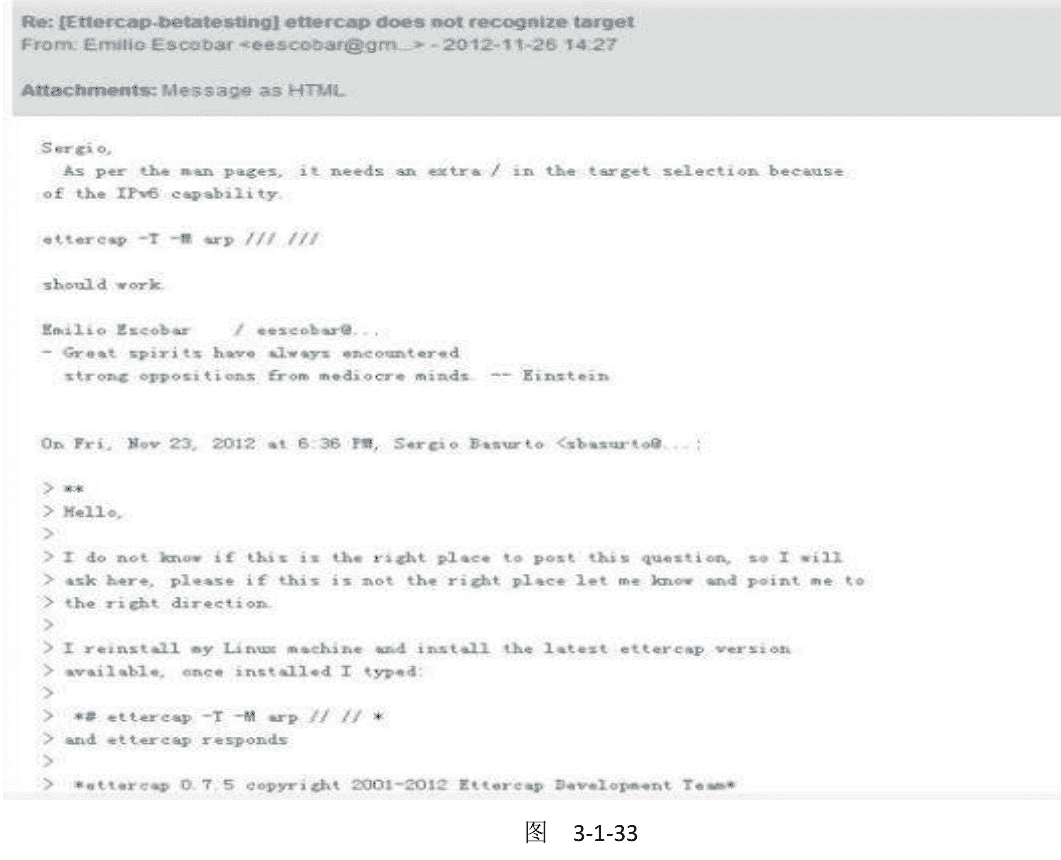 Re: [Ettercap-betatesting] ettercap does not recognize target
From: Emilio Escobar <eescobar@gm...> - 2012-11-26 14:27
Attachments: Message as HTML
Sergio,
As per the man pages, it needs an extra / in the target selection because
of the IPv6 capability.
ettercap -T -M arp /// ///
should work.
Emilio Escobar / eescobar@...
- Great spirits have always encountered
strong oppositions from mediocre minds. -- Einstein
On Fri, Nov 23, 2012 at 6:36 PM, Sergio Basurto <sbasurto@...:
> **
> Hello,
>
> I do not know if this is the right place to post this question, so I will
> ask here, please if this is not the right place let me know and point me to
> the right direction.
>
> I reinstall my Linux machine and install the latest ettercap version
> available, once installed I typed:
>
> *# ettercap -T -M arp // // *
> and ettercap responds
>
> *ettercap 0.7.5 copyright 2001-2012 Ettercap Development Team*
图 3-1-33